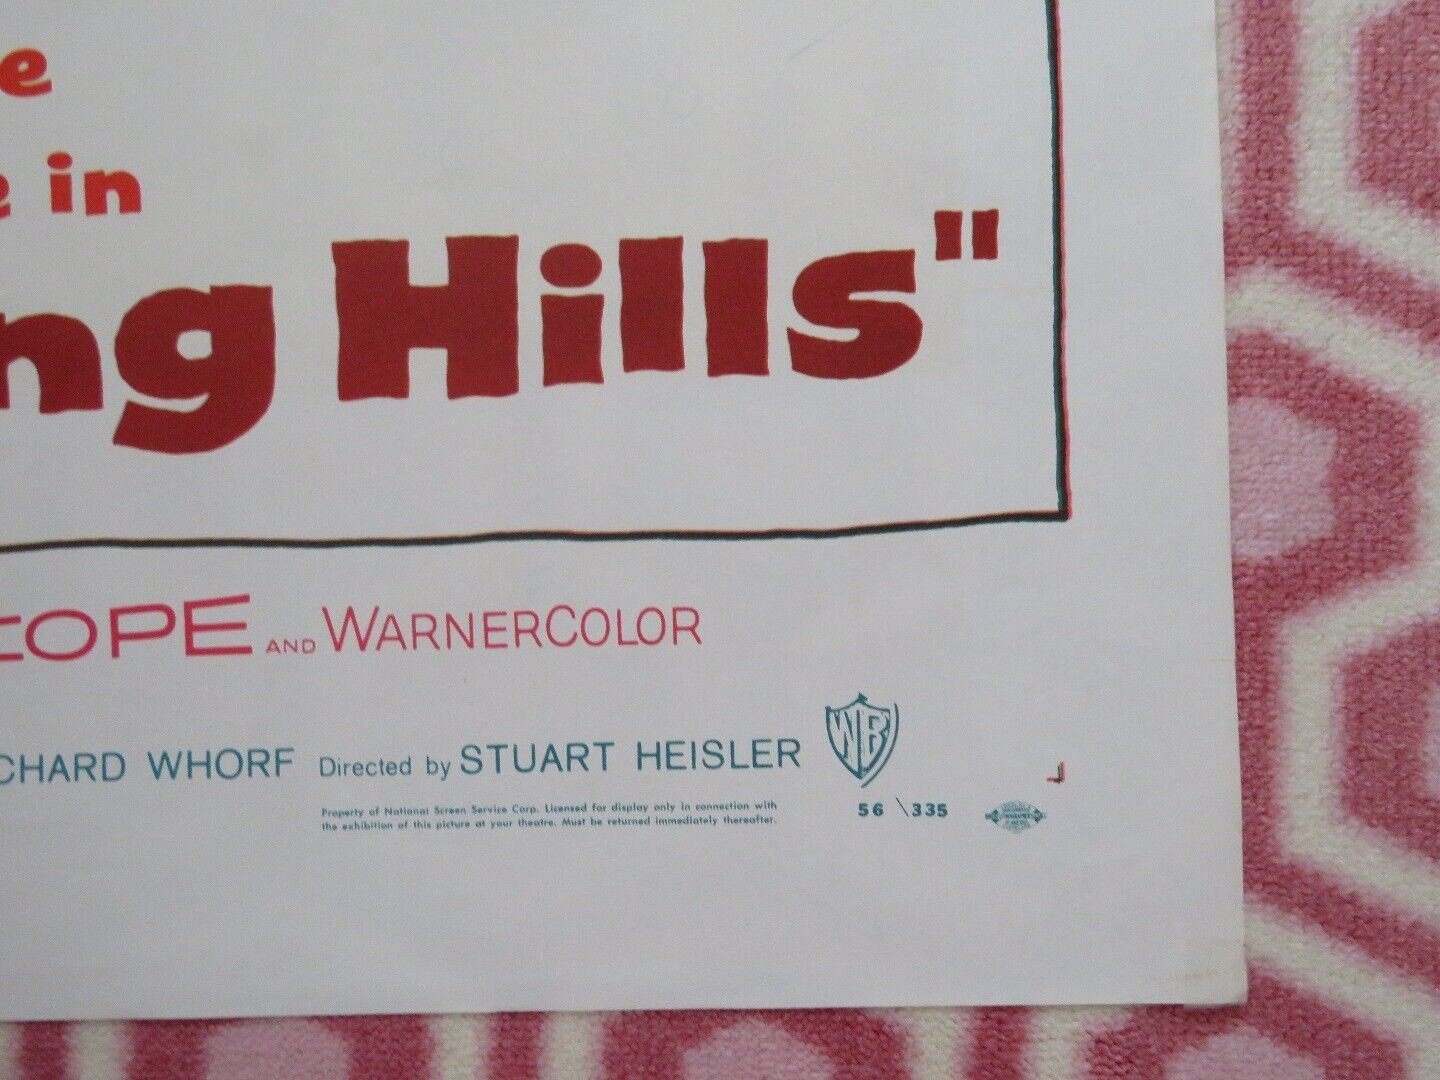 e
e in
ng Hills"
COPE AND WARNERCOLOR
CHARD WHORF Directed by STUART HEISLER WB
Property of National Screen Service Corp. Licensed for display only in connection with
the exhibition of this picture at your theatre. Must be returned immediately thereafter.
56 \335